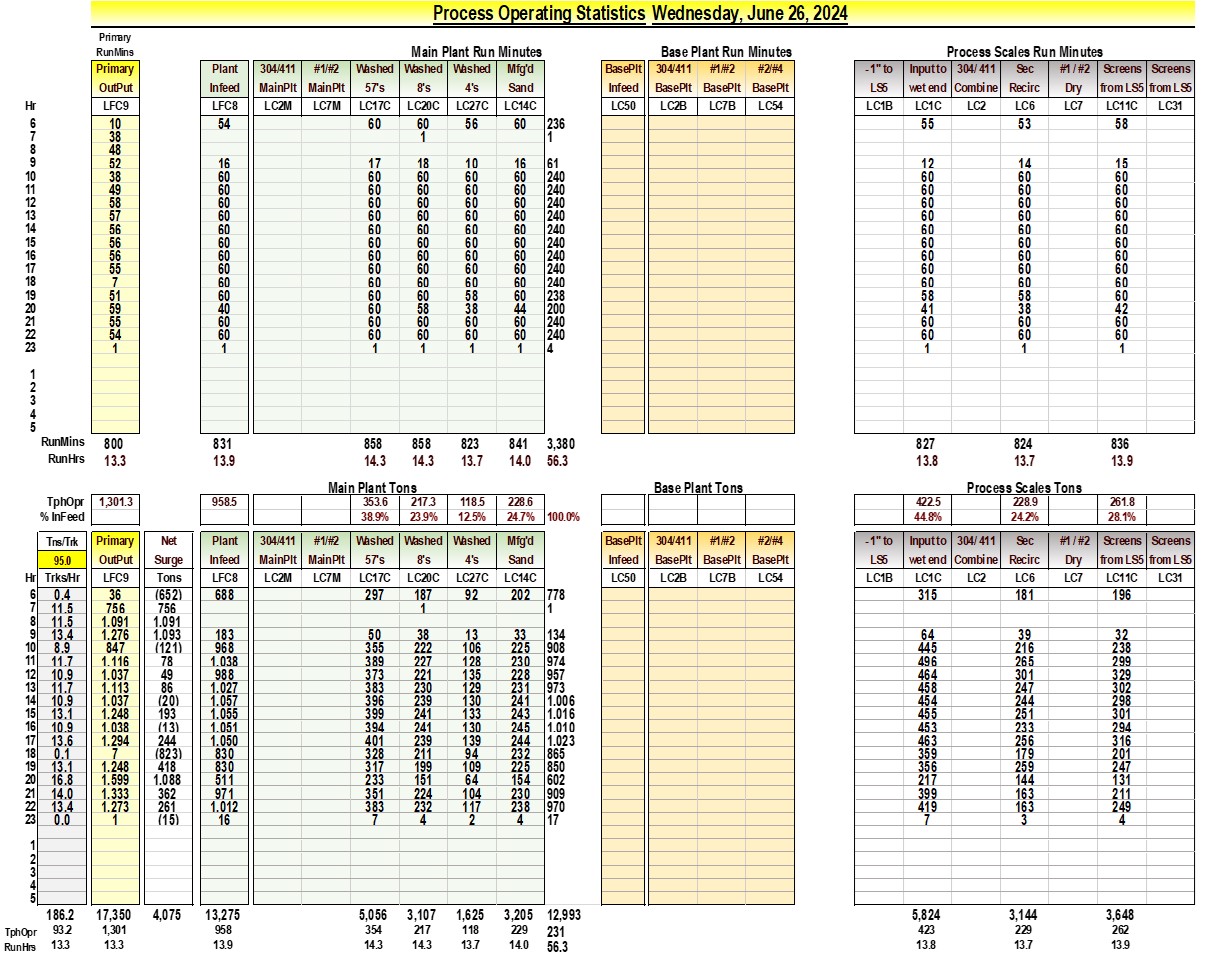 Process Operating Statistics Wednesday, June 26, 2024
Primary
RunMins Main Plant Run Minutes Base Plant Run Minutes Process Scales Run Minutes
Primary Plant 304/411 #1/#2 Washed Washed Washed Mfg'd BasePlt 304/411 #1/#2 #2/#4 -1" to Input to 304/ 411 Sec #1 / #2 Screens Screens
OutPut Infeed MainPlt MainPlt 57's 8's 4's Sand Infeed BasePlt BasePlt BasePlt LS5 wet end Combine Recirc Dry from LS5 from LS5
Hr LFC9 LFC8 LC2M LC7M LC17C LC20C LC27C LC14C LC50 LC2B LC7B LC54 LC1B LC1C LC2 LC6 LC7 LC11C LC31
6 10 54 60 60 56 60 236 55 53 58
7 38 1 1
8 48
9 52 16 17 18 10 16 61 12 14 15
10 38 60 60 60 60 60 240 60 60 60
11 49 60 60 60 60 60 240 60 60 60
12 58 60 60 60 60 60 240 60 60 60
13 57 60 60 60 60 60 240 60 60 60
14 56 60 60 60 60 60 240 60 60 60
15 56 60 60 60 60 60 240 60 60 60
16 56 60 60 60 60 60 240 60 60 60
17 55 60 60 60 60 60 240 60 60 60
18 7 60 60 60 60 60 240 60 60 60
19 51 60 60 60 58 60 238 58 58 60
20 59 40 60 58 38 44 200 41 38 42
21 55 60 60 60 60 60 240 60 60 60
22 54 60 60 60 60 60 240 60 60 60
23 1 1 1 1 1 1 4 1 1 1
1
2
3
4
5
RunMins 800 831 858 858 823 841 3,380 827 824 836
RunHrs 13.3 13.9 14.3 14.3 13.7 14.0 56.3 13.8 13.7 13.9
Main Plant Tons Base Plant Tons Process Scales Tons
TphOpr 1,301.3 958.5 353.6 217.3 118.5 228.6 422.5 228.9 261.8
% InFeed 38.9% 23.9% 12.5% 24.7% 100.0% 44.8% 24.2% 28.1%
Tns/Trk Primary Net Plant 304/411 #1/#2 Washed Washed Washed Mfg'd BasePlt 304/411 #1/#2 #2/#4 -1" to Input to 304/ 411 Sec #1 / #2 Screens Screens
95.0 OutPut Surge Infeed MainPlt MainPlt 57's 8's 4's Sand Infeed BasePlt BasePlt BasePlt LS5 wet end Combine Recirc Dry from LS5 from LS5
Hr Trks/Hr LFC9 Tons LFC8 LC2M LC7M LC17C LC20C LC27C LC14C LC50 LC2B LC7B LC54 LC1B LC1C LC2 LC6 LC7 LC11C LC31
6 0.4 36 (652) 688 297 187 92 202 778 315 181 196
7 11.5 756 756 1 1
8 11.5 1,091 1,091
9 13.4 1,276 1,093 183 50 38 13 33 134 64 39 32
10 8.9 847 (121) 968 355 222 106 225 908 445 216 238
11 11.7 1,116 78 1,038 389 227 128 230 974 496 265 299
12 10.9 1,037 49 988 373 221 135 228 957 464 301 329
13 11.7 1,113 86 1,027 383 230 129 231 973 458 247 302
14 10.9 1,037 (20) 1,057 396 239 130 241 1,006 454 244 298
15 13.1 1,248 193 1,055 399 241 133 243 1,016 455 251 301
16 10.9 1,038 (13) 1,051 394 241 130 245 1,010 453 233 294
17 13.6 1,294 244 1,050 401 239 139 244 1,023 463 256 316
18 0.1 7 (823) 830 328 211 94 232 865 359 179 201
19 13.1 1,248 418 830 317 199 109 225 850 356 259 247
20 16.8 1,599 1,088 511 233 151 64 154 602 217 144 131
21 14.0 1,333 362 971 351 224 104 230 909 399 163 211
22 13.4 1,273 261 1,012 383 232 117 238 970 419 163 249
23 0.0 1 (15) 16 7 4 2 4 17 7 3 4
1
2
3
4
5
186.2 17,350 4,075 13,275 5,056 3,107 1,625 3,205 12,993 5,824 3,144 3,648
TphOpr 93.2 1,301 958 354 217 118 229 231 423 229 262
RunHrs 13.3 13.3 13.9 14.3 14.3 13.7 14.0 56.3 13.8 13.7 13.9